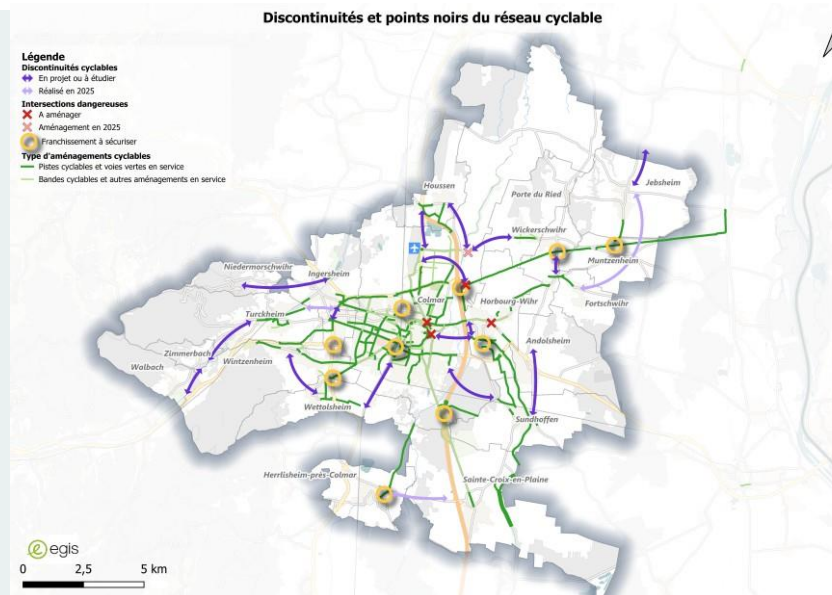 Discontinuités et points noirs du réseau cyclable
Légende
Discontinuités cyclables
En projet ou à étudier
Réalisé en 2025
Intersections dangereuses
A aménager
Aménagement en 2025
Franchissement à sécuriser
Type d'aménagements cyclables
Pistes cyclables et voies vertes en service
Bandes cyclables et autres aménagements en service
Houssen
Jebsheim
Porte du Ried
Wickerschwihr
Muntzenheim
Niedermorschwihr
Ingersheim
Colmar
Horbourg-Wihr
Fortschwihr
Turckheim
Andolsheim
Zimmerbach
Wintzenheim
Walbach
Wettolsheim
Sundhoffen
Herrlisheim-près-Colmar
Sainte-Croix-en-Plaine
egis
0 2,5 5 km